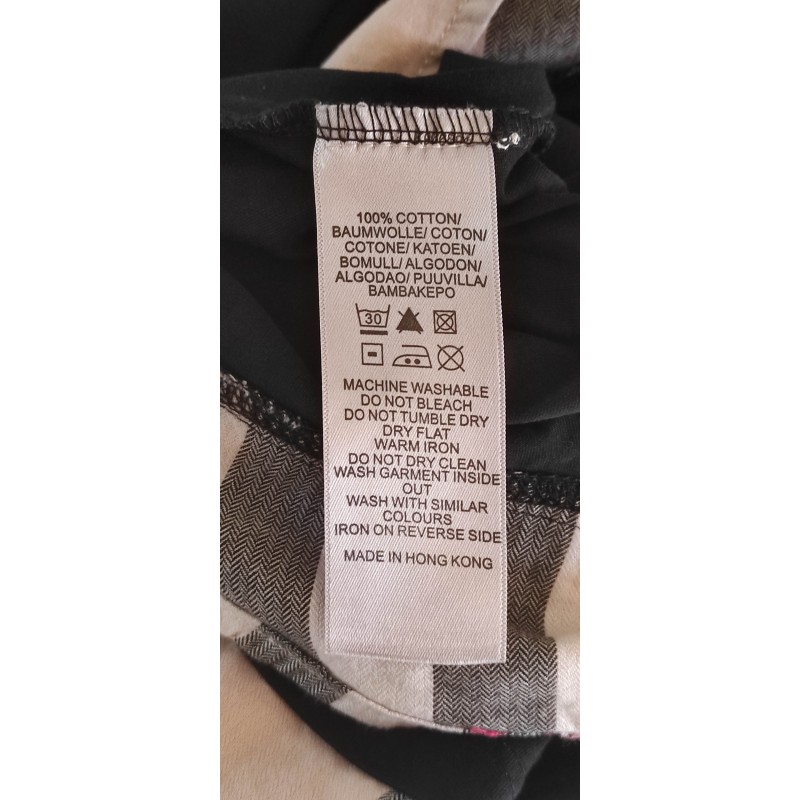 100% COTTON/
BAUMWOLLE/ COTON/
COTONE/ KATOEN/
BOMULL/ ALGODON/
ALGODAO/ PUUVILLA/
BAMBAKEPO
30
MACHINE WASHABLE
DO NOT BLEACH
DO NOT TUMBLE DRY
DRY FLAT
WARM IRON
DO NOT DRY CLEAN
WASH GARMENT INSIDE
OUT
WASH WITH SIMILAR
COLOURS
IRON ON REVERSE SIDE
MADE IN HONG KONG